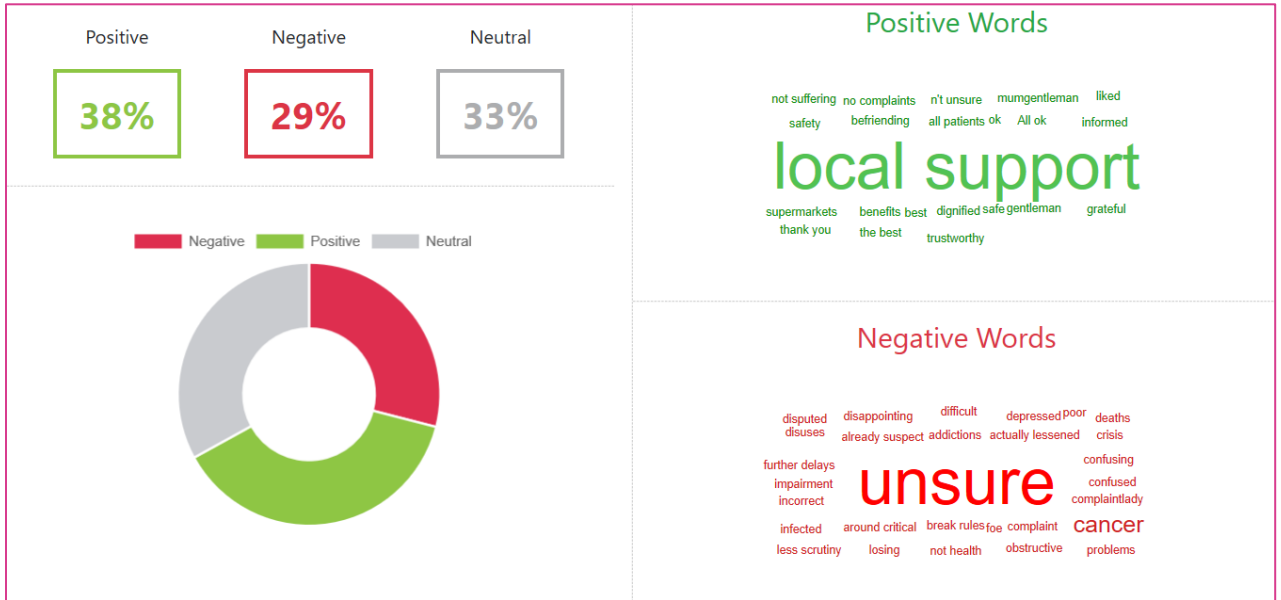 Positive Negative Neutral
38% 29% 33%
Negative Positive Neutral
Positive Words
not suffering no complaints n't unsure mumgentleman liked
safety befriending all patients ok All ok informed
local support
supermarkets benefits best dignified safe gentleman grateful
thank you the best trustworthy
Negative Words
disputed disappointing difficult depressed poor deaths
disuses already suspect addictions actually lessened crisis
further delays confusing
impairment unsure confused
incorrect complaintlady
infected around critical break rules foe complaint cancer
less scrutiny losing not health obstructive problems